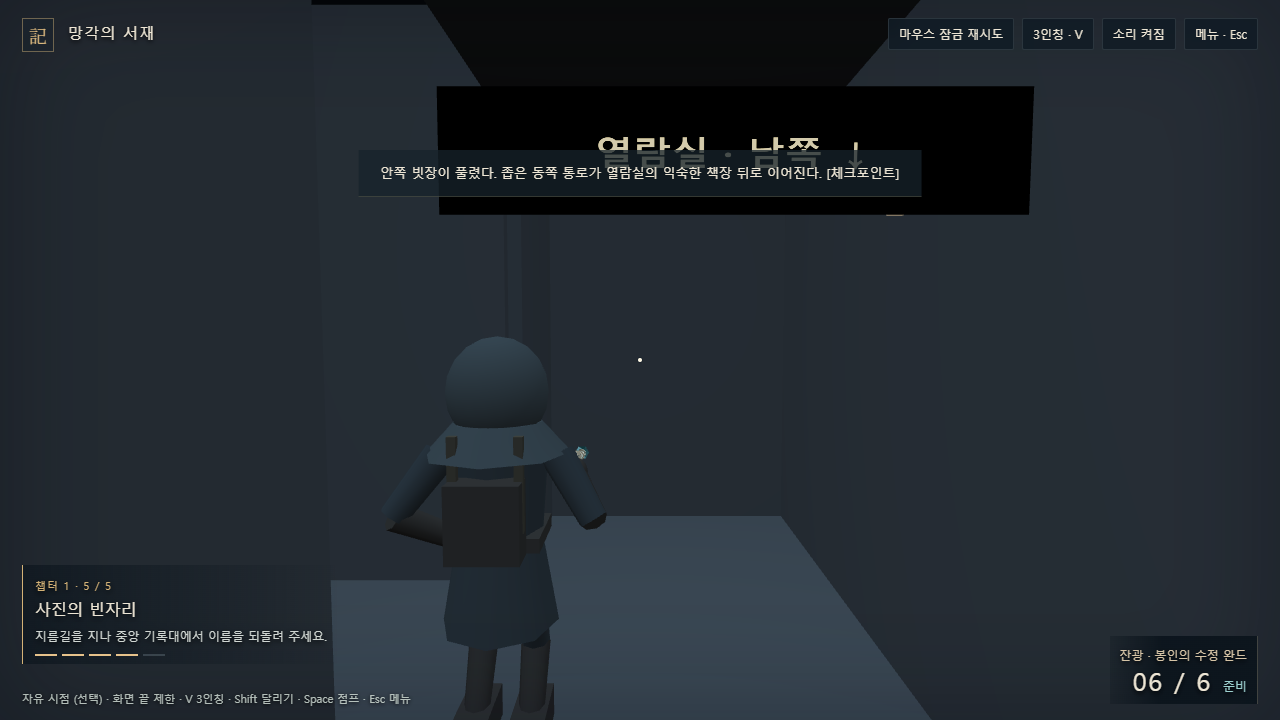 記 망각의 서재
마우스 잠금 재시도
3인칭 · V
소리 켜짐
메뉴 · Esc
열람실 · 남쪽 ↓
안쪽 빗장이 풀렸다. 좁은 동쪽 통로가 열람실의 익숙한 책장 뒤로 이어진다. [체크포인트]
챕터 1 · 5 / 5
사진의 빈자리
지름길을 지나 중앙 기록대에서 이름을 되돌려 주세요.
잔광 · 봉인의 수정 완드
06 / 6 준비
자유 시점 (선택) · 화면 끝 제한 · V 3인칭 · Shift 달리기 · Space 점프 · Esc 메뉴